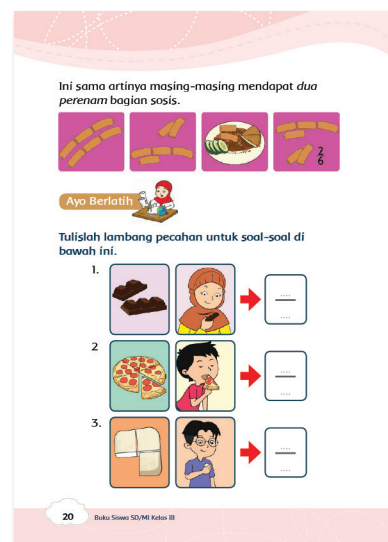 Ini sama artinya masing-masing mendapat dua
perenam bagian sosis.
2
6
Ayo Berlatih
Tulislah lambang pecahan untuk soal-soal di
bawah ini.
1.
....
....
2
....
....
3.
....
....
20
Buku Siswa SD/MI Kelas III